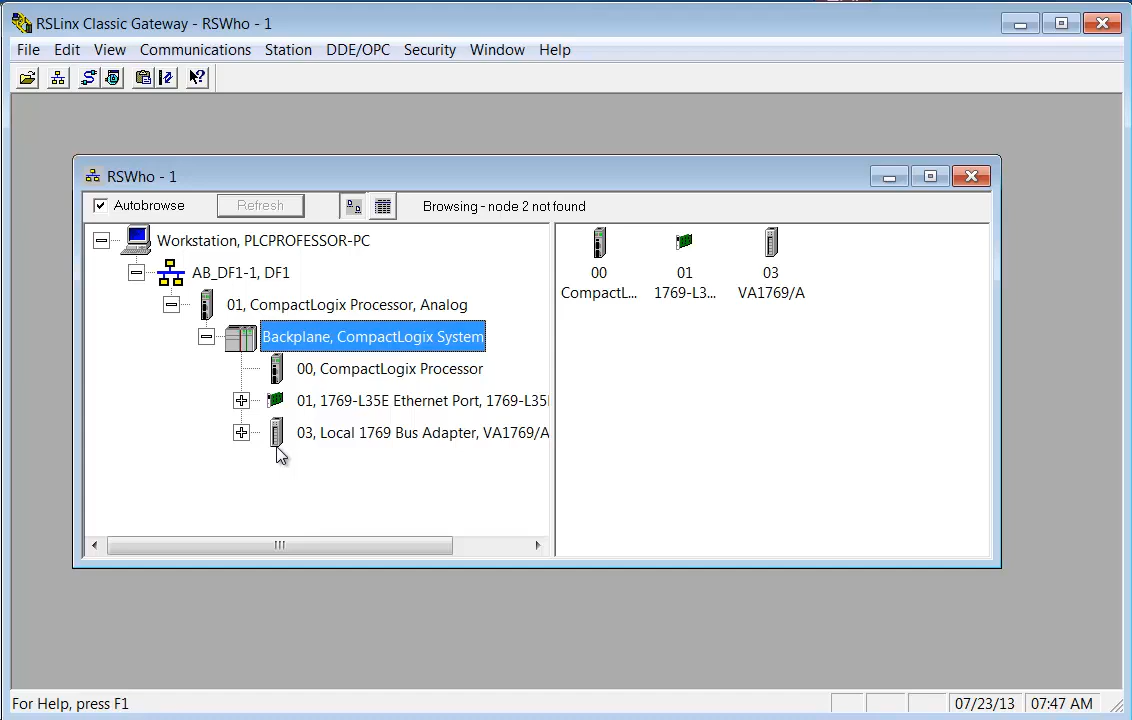 RSLinx Classic Gateway - RSWho - 1
File Edit View Communications Station DDE/OPC Security Window Help
RSWho - 1
Autobrowse Refresh Browsing - node 2 not found
Workstation, PLCPROFESSOR-PC
AB_DF1-1, DF1
01, CompactLogix Processor, Analog
Backplane, CompactLogix System
00, CompactLogix Processor
01, 1769-L35E Ethernet Port, 1769-L35E
03, Local 1769 Bus Adapter, VA1769/A
00
CompactL...
01
1769-L3...
03
VA1769/A
For Help, press F1 07/23/13 07:47 AM